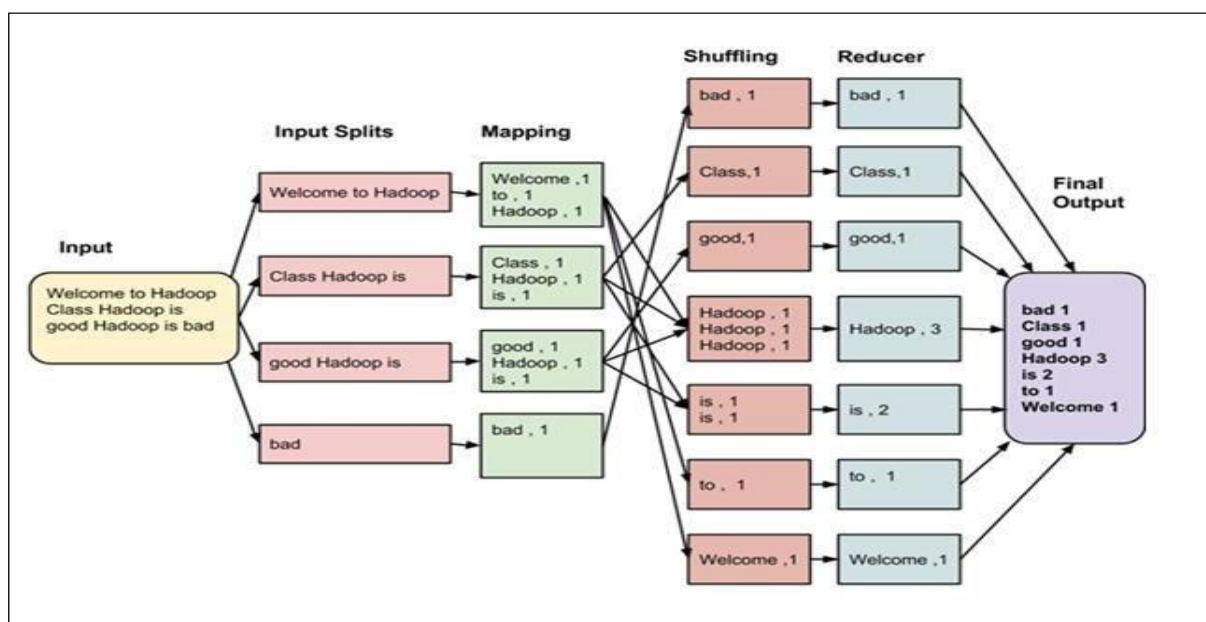 Shuffling
Reducer
Input Splits
Mapping
Final
Output
Input
Welcome to Hadoop
Class Hadoop is
good Hadoop is bad
Welcome to Hadoop
Class Hadoop is
good Hadoop is
bad
Welcome ,1
to , 1
Hadoop , 1
Class , 1
Hadoop , 1
is , 1
good , 1
Hadoop , 1
is , 1
bad , 1
bad , 1
Class,1
good,1
Hadoop , 1
Hadoop , 1
Hadoop , 1
is , 1
is , 1
to , 1
Welcome ,1
bad , 1
Class,1
good,1
Hadoop , 3
is , 2
to , 1
Welcome ,1
bad 1
Class 1
good 1
Hadoop 3
is 2
to 1
Welcome 1